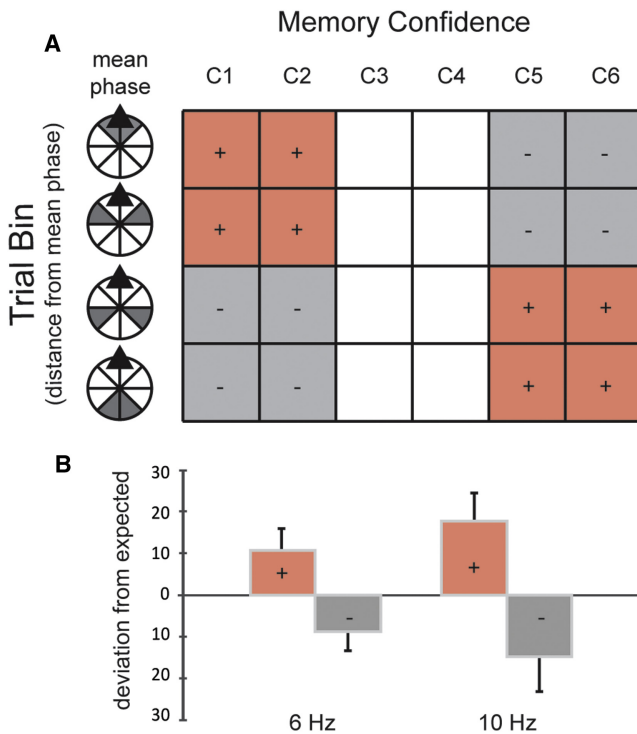 Memory Confidence
A
mean
phase
C1 C2 C3 C4 C5 C6
Trial Bin
(distance from mean phase)
+ + - -
+ + - -
- - + +
- - + +
B
deviation from expected
30
20
10
0
10
20
30
+ - + -
6 Hz 10 Hz